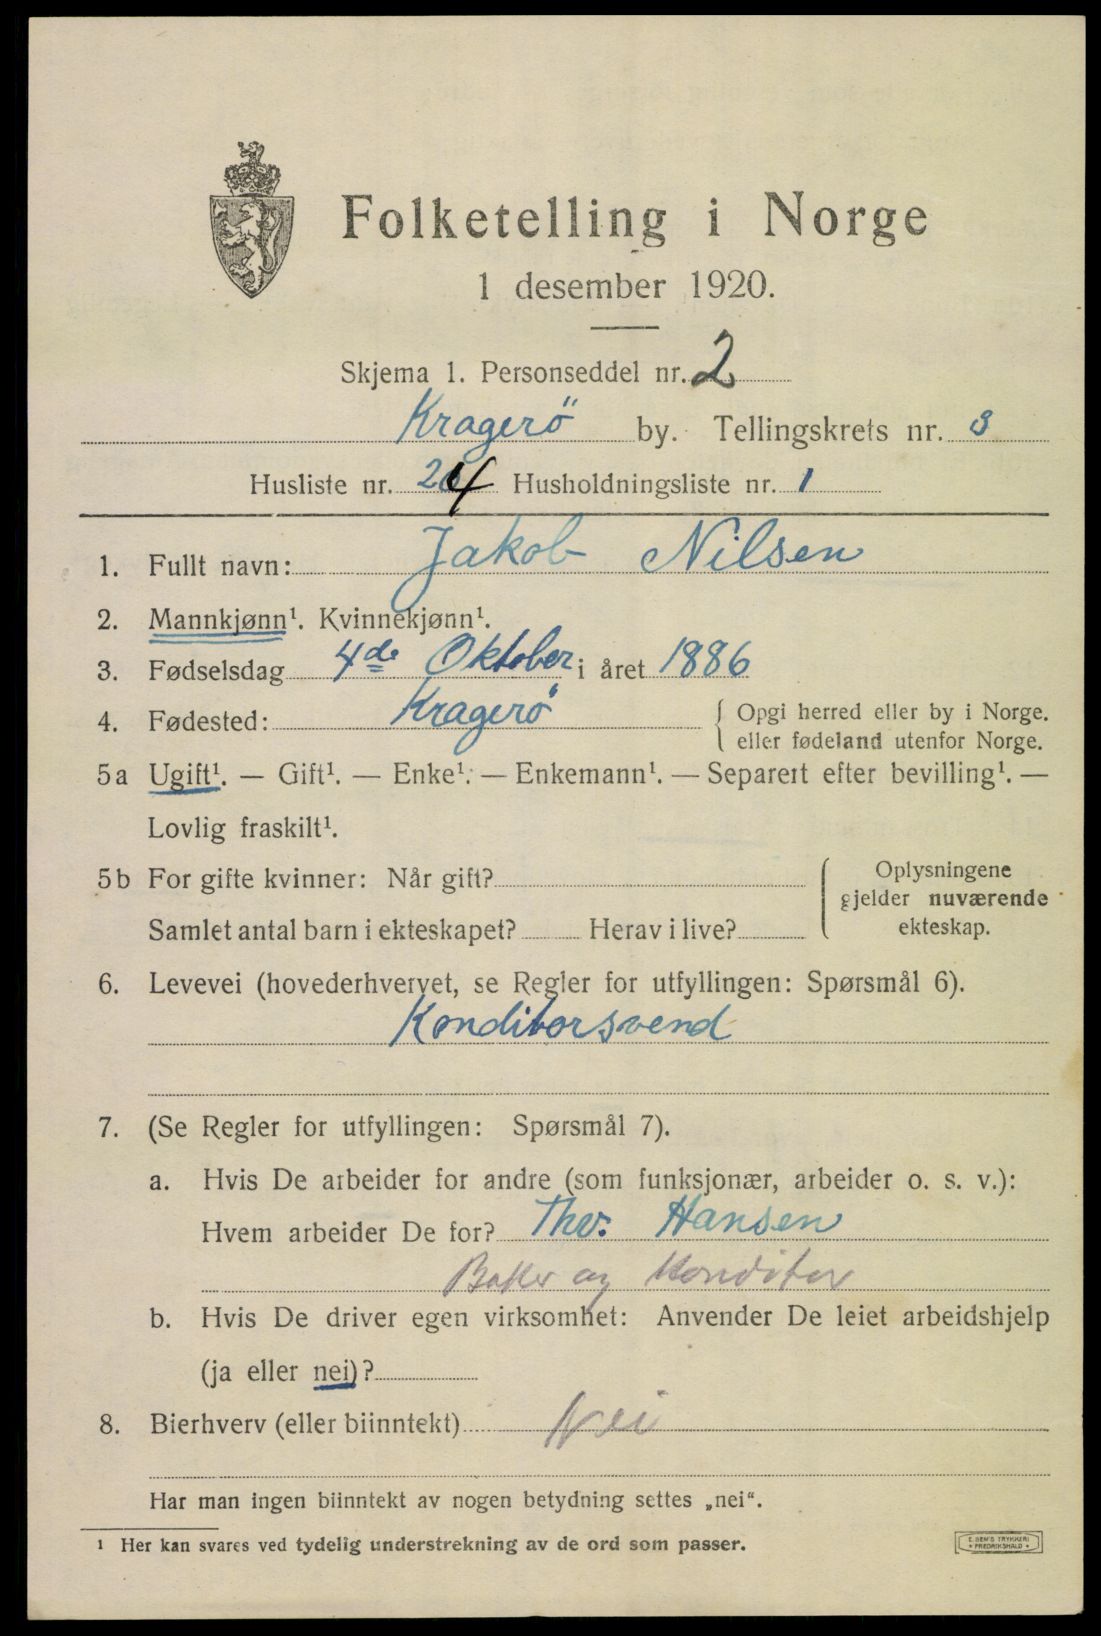 Folketelling i Norge
1 desember 1920.
Skjema 1. Personseddel nr. 2
Kragerö by. Tellingskrets nr. 3
Husliste nr. 24 Husholdningsliste nr. 1
1. Fullt navn: Jakob Nilsen
2. Mannkjønn¹. Kvinnekjønn¹.
3. Fødselsdag 4de Oktober i året 1886
4. Fødested: Kragerö { Opgi herred eller by i Norge.
eller fødeland utenfor Norge.
5a Ugift¹. — Gift¹. — Enke¹. — Enkemann¹. — Separert efter bevilling¹. —
Lovlig fraskilt¹.
5b For gifte kvinner: Når gift? { Oplysningene
gjelder nuværende
ekteskap.
Samlet antal barn i ekteskapet? Herav i live?
6. Levevei (hovederhvervet, se Regler for utfyllingen: Spørsmål 6).
Konditorsvend
7. (Se Regler for utfyllingen: Spørsmål 7).
a. Hvis De arbeider for andre (som funksjonær, arbeider o. s. v.):
Hvem arbeider De for? Thv. Hansen
Baker og Konditor
b. Hvis De driver egen virksomhet: Anvender De leiet arbeidshjelp
(ja eller nei)?
8. Bierhverv (eller biinntekt) Nei
Har man ingen biinntekt av nogen betydning settes „nei“.
¹ Her kan svares ved tydelig understrekning av de ord som passer.
E. SEM'S TRYKKERI
• FREDRIKSHALD •